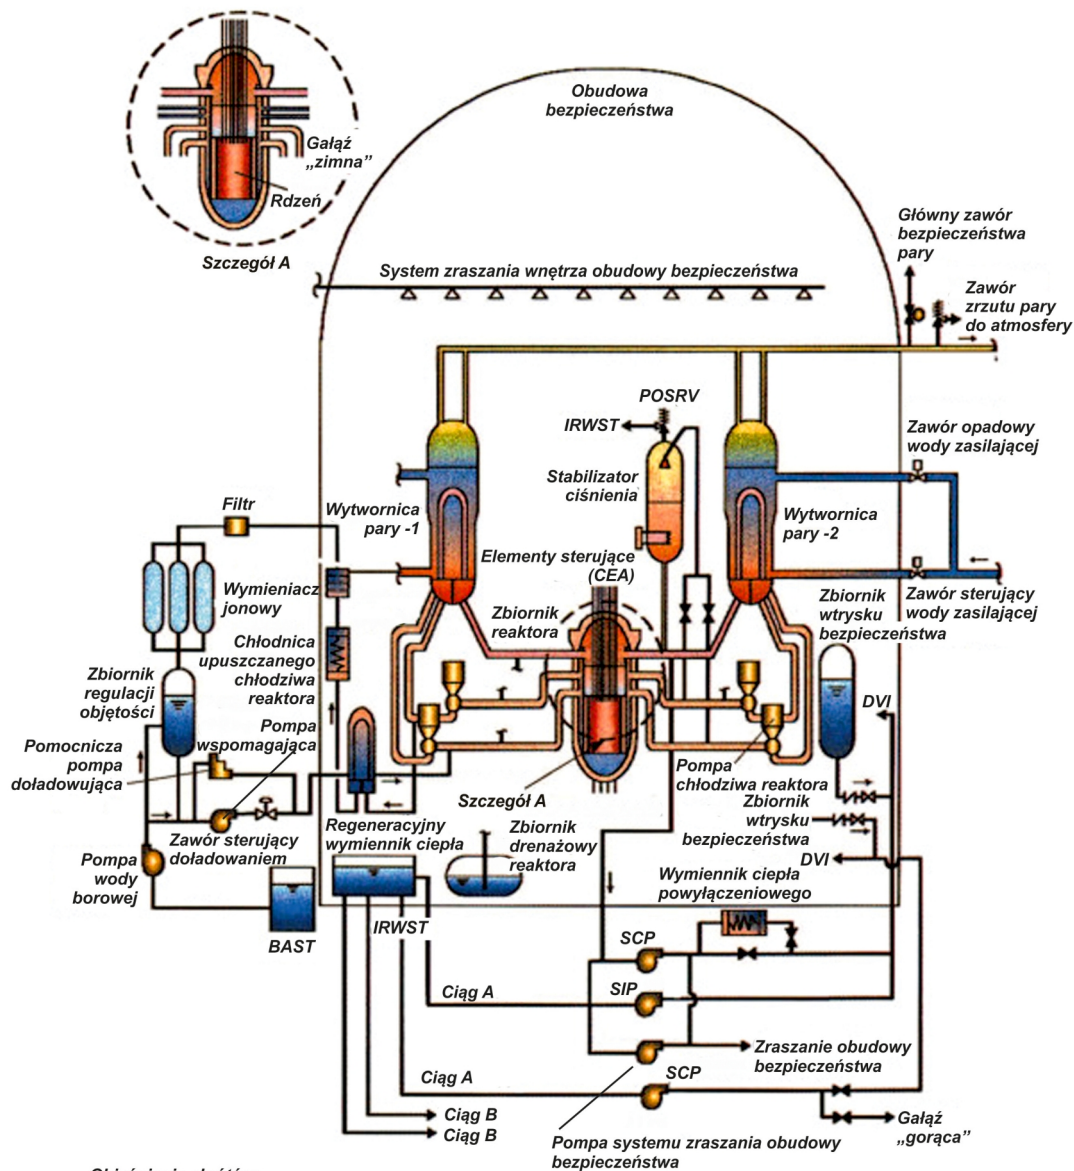 Obudowa
bezpieczeństwa
Gałąź
„zimna”
Rdzeń
Szczegół A
Główny zawór
bezpieczeństwa
pary
System zraszania wnętrza obudowy bezpieczeństwa
Zawór
zrzutu pary
do atmosfery
POSRV
IRWST
Zawór opadowy
wody zasilającej
Stabilizator
ciśnienia
Filtr
Wytwornica
pary -1
Wytwornica
pary -2
Elementy sterujące
(CEA)
Wymieniacz
jonowy
Zbiornik
reaktora
Zbiornik
wtrysku
bezpieczeństwa
Zawór sterujący
wody zasilającej
Chłodnica
upuszczanego
chłodziwa
reaktora
Zbiornik
regulacji
objętości
DVI
Pompa
wspomagająca
Pomocnicza
pompa
doładowująca
Pompa
chłodziwa reaktora
Szczegół A
Zbiornik
wtrysku
bezpieczeństwa
Zawór sterujący
doładowaniem
Regeneracyjny
wymiennik ciepła
Zbiornik
drenażowy
reaktora
DVI
Pompa
wody
borowej
Wymiennik ciepła
powyłączeniowego
BAST
IRWST
SCP
Ciąg A
SIP
Zraszanie obudowy
bezpieczeństwa
Ciąg A
SCP
Ciąg B
Ciąg B
Gałąź
„gorąca”
Pompa systemu zraszania obudowy
bezpieczeństwa